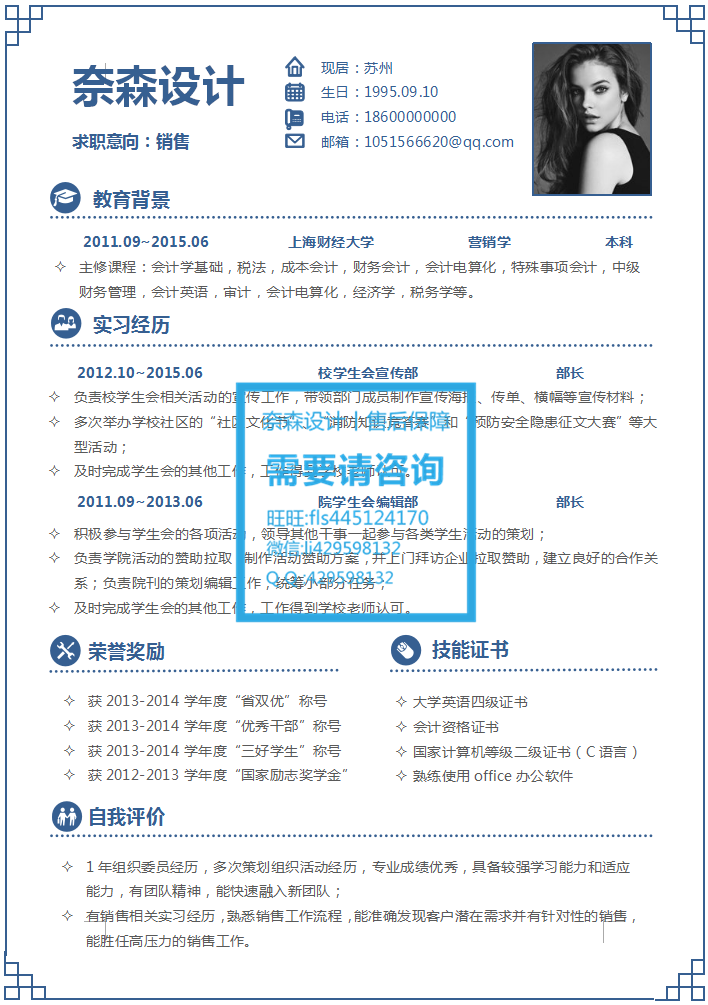 奈森设计
求职意向：销售
现居：苏州
生日：1995.09.10
电话：18600000000
邮箱：1051566620@qq.com
教育背景
2011.09~2015.06 上海财经大学 营销学 本科
主修课程：会计学基础，税法，成本会计，财务会计，会计电算化，特殊事项会计，中级
财务管理，会计英语，审计，会计电算化，经济学，税务学等。
实习经历
2012.10~2015.06 校学生会宣传部 部长
负责校学生会相关活动的宣传工作，带领部门成员制作宣传海报、传单、横幅等宣传材料；
多次举办学校社区的“社区文化节”、“消防知识竞答赛”和“预防安全隐患征文大赛”等大
型活动；
及时完成学生会的其他工作，工作得到学校老师认可。
2011.09~2013.06 院学生会编辑部 部长
积极参与学生会的各项活动，领导其他干事一起参与各类学生活动的策划；
负责学院活动的赞助拉取，制作活动赞助方案，并上门拜访企业拉取赞助，建立良好的合作关
系；负责院刊的策划编辑工作，统筹小部分任务；
及时完成学生会的其他工作，工作得到学校老师认可。
奈森设计|售后保障
需要请咨询
旺旺:fls445124170
微信:li429598132
Q Q :429598132
荣誉奖励
获 2013-2014 学年度“省双优”称号
获 2013-2014 学年度“优秀干部”称号
获 2013-2014 学年度“三好学生”称号
获 2012-2013 学年度“国家励志奖学金”
技能证书
大学英语四级证书
会计资格证书
国家计算机等级二级证书（C 语言）
熟练使用 office 办公软件
自我评价
1 年组织委员经历，多次策划组织活动经历，专业成绩优秀，具备较强学习能力和适应
能力，有团队精神，能快速融入新团队；
有销售相关实习经历，熟悉销售工作流程，能准确发现客户潜在需求并有针对性的销售，
能胜任高压力的销售工作。